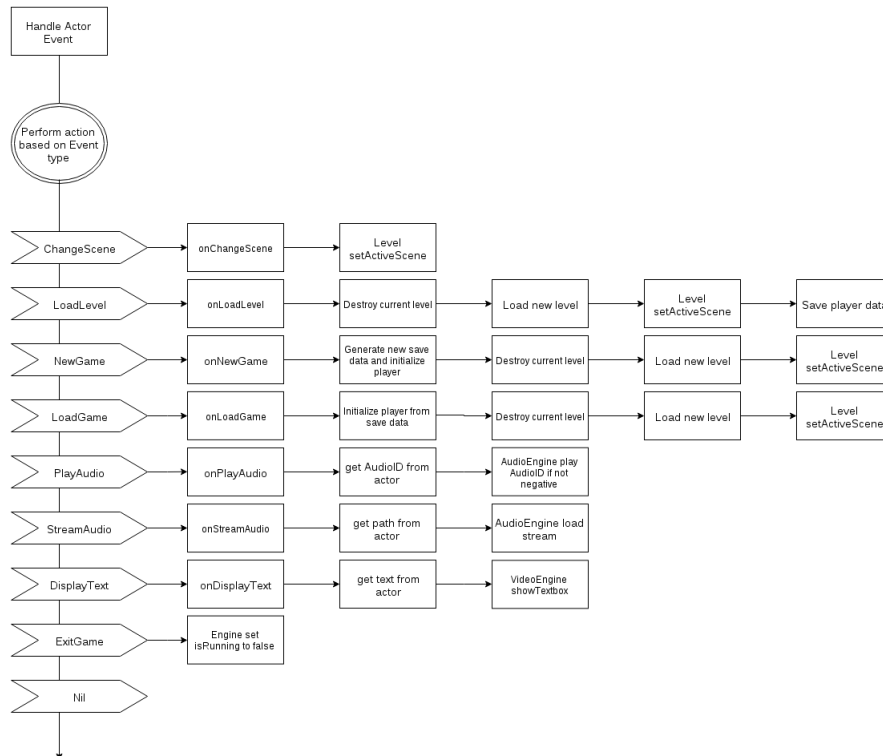 Handle Actor
Event
Perform action
based on Event
type
ChangeScene
onChangeScene
Level
setActiveScene
LoadLevel
onLoadLevel
Destroy current level
Load new level
Level
setActiveScene
Save player data
NewGame
onNewGame
Generate new save
data and initialize
player
Destroy current level
Load new level
Level
setActiveScene
LoadGame
onLoadGame
Initialize player from
save data
Destroy current level
Load new level
Level
setActiveScene
PlayAudio
onPlayAudio
get AudioID from
actor
AudioEngine play
AudioID if not
negative
StreamAudio
onStreamAudio
get path from
actor
AudioEngine load
stream
DisplayText
onDisplayText
get text from
actor
VideoEngine
showTextbox
ExitGame
Engine set
isRunning to false
Nil